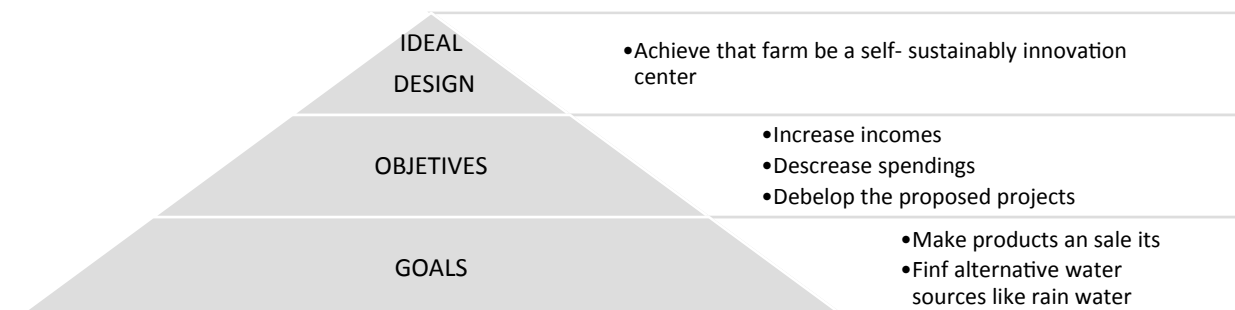 IDEAL
DESIGN
•Achieve that farm be a self- sustainably innovation
center
OBJETIVES
•Increase incomes
•Descrease spendings
•Debelop the proposed projects
GOALS
•Make products an sale its
•Finf alternative water
sources like rain water